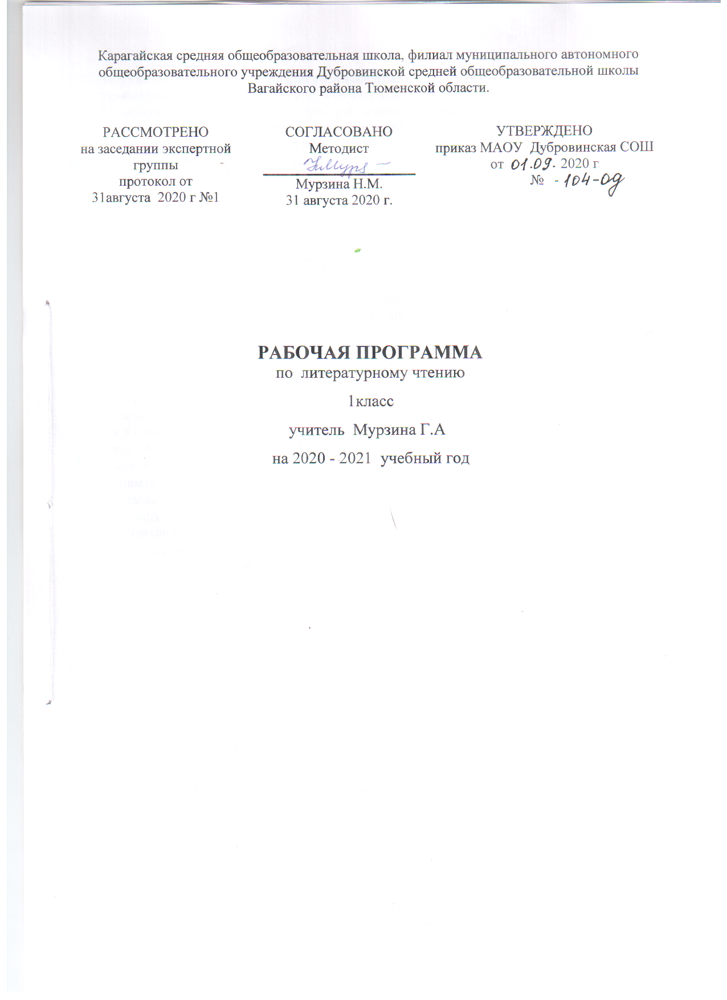 Карагайская средняя общеобразовательная школа, филиал муниципального автономного
общеобразовательного учреждения Дубровинской средней общеобразовательной школы
Вагайского района Тюменской области.
РАССМОТРЕНО
на заседании экспертной
группы
протокол от
31августа 2020 г №1
СОГЛАСОВАНО
Методист
Мурзина Н.М.
31 августа 2020 г.
УТВЕРЖДЕНО
приказ МАОУ Дубровинская СОШ
от 01.09. 2020 г
№ - 104-од
РАБОЧАЯ ПРОГРАММА
по литературному чтению
1класс
учитель Мурзина Г.А
на 2020 - 2021 учебный год